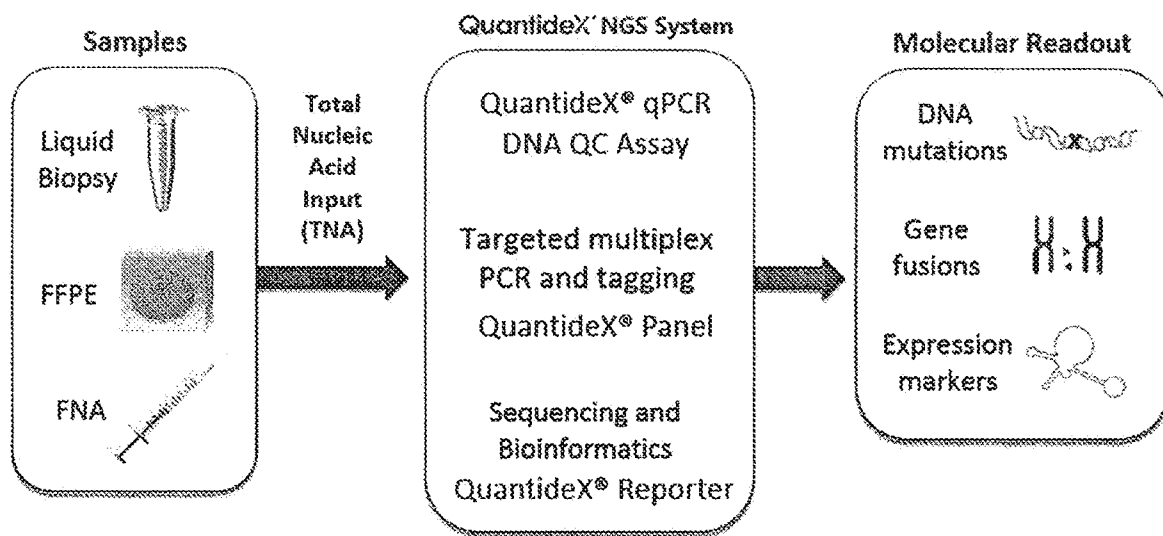 Samples
Liquid
Biopsy
FFPE
FNA
Total
Nucleic
Acid
Input
(TNA)
QuantideX® NGS System
QuantideX® qPCR
DNA QC Assay
Targeted multiplex
PCR and tagging
QuantideX® Panel
Sequencing and
Bioinformatics
QuantideX® Reporter
Molecular Readout
DNA
mutations
Gene
fusions
Expression
markers